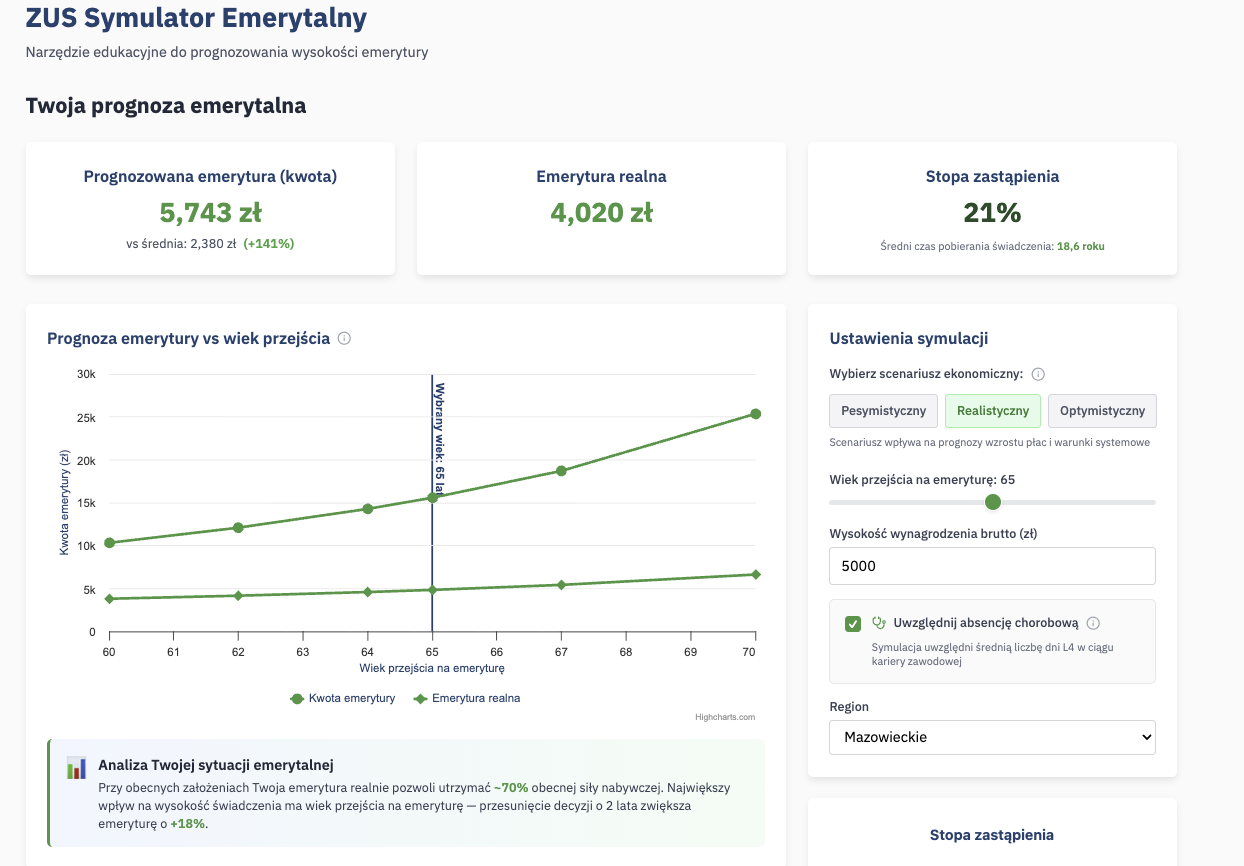 ZUS Symulator Emerytalny
Narzędzie edukacyjne do prognozowania wysokości emerytury
Twoja prognoza emerytalna
Prognozowana emerytura (kwota)
5,743 zł
vs średnia: 2,380 zł (+141%)
Emerytura realna
4,020 zł
Stopa zastąpienia
21%
Średni czas pobierania świadczenia: 18,6 roku
Prognoza emerytury vs wiek przejścia
Kwota emerytury (zł)
30k
25k
20k
15k
10k
5k
0
Wybrany wiek: 65 lat
60 61 62 63 64 65 66 67 68 69 70
Wiek przejścia na emeryturę
Kwota emerytury Emerytura realna
Highcharts.com
Analiza Twojej sytuacji emerytalnej
Przy obecnych założeniach Twoja emerytura realnie pozwoli utrzymać ~70% obecnej siły nabywczej. Największy
wpływ na wysokość świadczenia ma wiek przejścia na emeryturę — przesunięcie decyzji o 2 lata zwiększa
emeryturę o +18%.
Ustawienia symulacji
Wybierz scenariusz ekonomiczny:
Pesymistyczny Realistyczny Optymistyczny
Scenariusz wpływa na prognozy wzrostu płac i warunki systemowe
Wiek przejścia na emeryturę: 65
Wysokość wynagrodzenia brutto (zł)
5000
Uwzględnij absencję chorobową
Symulacja uwzględni średnią liczbę dni L4 w ciągu
kariery zawodowej
Region
Mazowieckie
Stopa zastąpienia